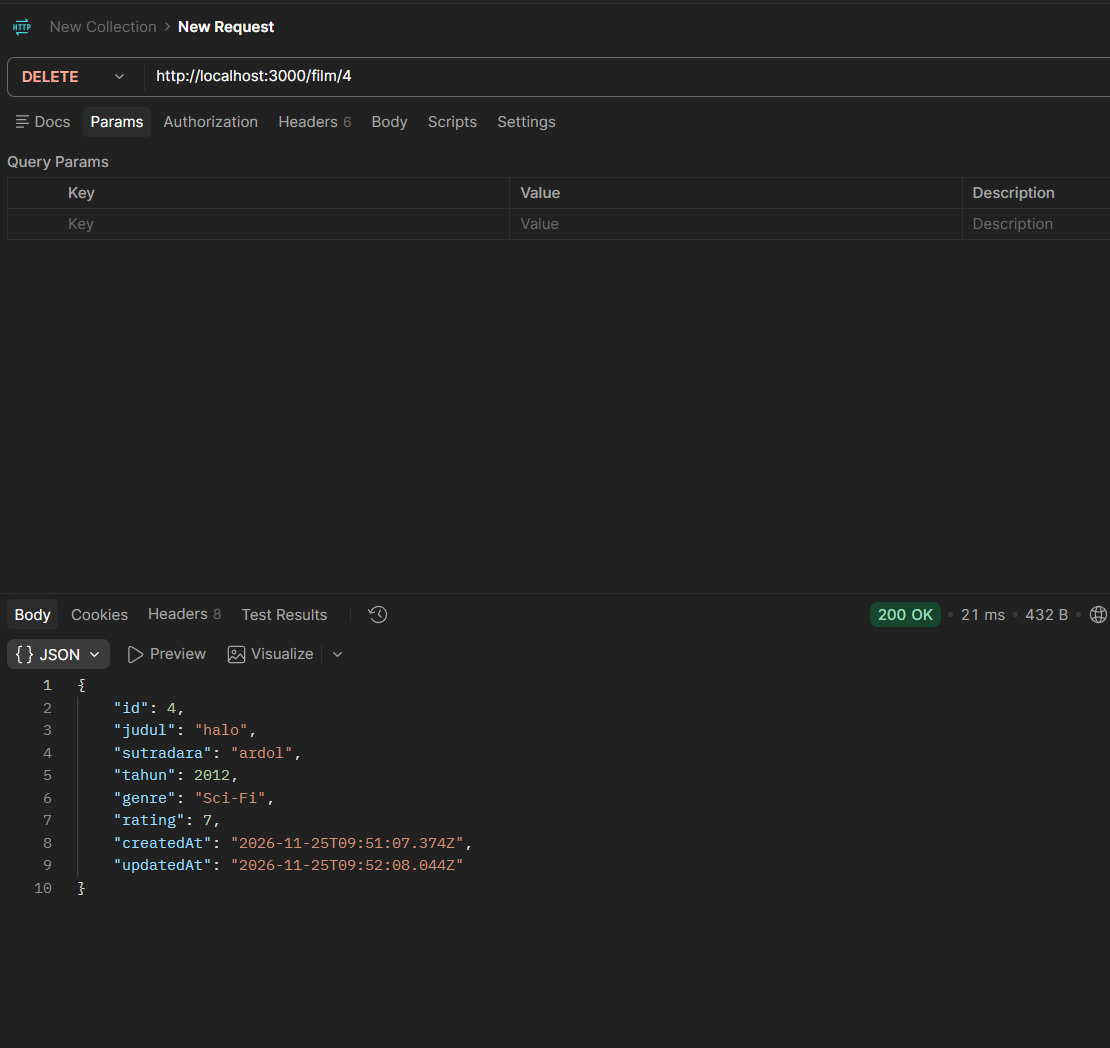 HTTP New Collection > New Request
DELETE http://localhost:3000/film/4
Docs Params Authorization Headers 6 Body Scripts Settings
Query Params
Key Value Description
Key Value Description
Body Cookies Headers 8 Test Results 200 OK • 21 ms • 432 B •
{} JSON Preview Visualize
1 {
2 "id": 4,
3 "judul": "halo",
4 "sutradara": "ardol",
5 "tahun": 2012,
6 "genre": "Sci-Fi",
7 "rating": 7,
8 "createdAt": "2026-11-25T09:51:07.374Z",
9 "updatedAt": "2026-11-25T09:52:08.044Z"
10 }